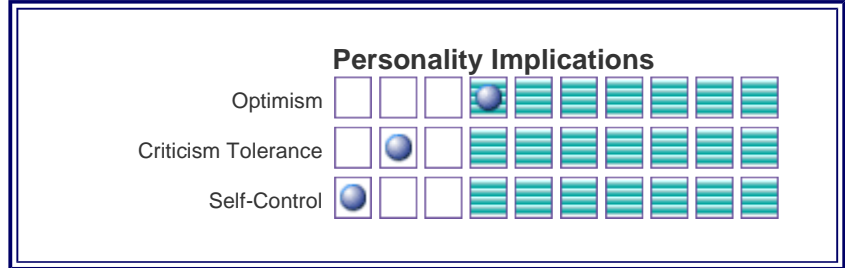 Personality Implications
Optimism
Criticism Tolerance
Self-Control